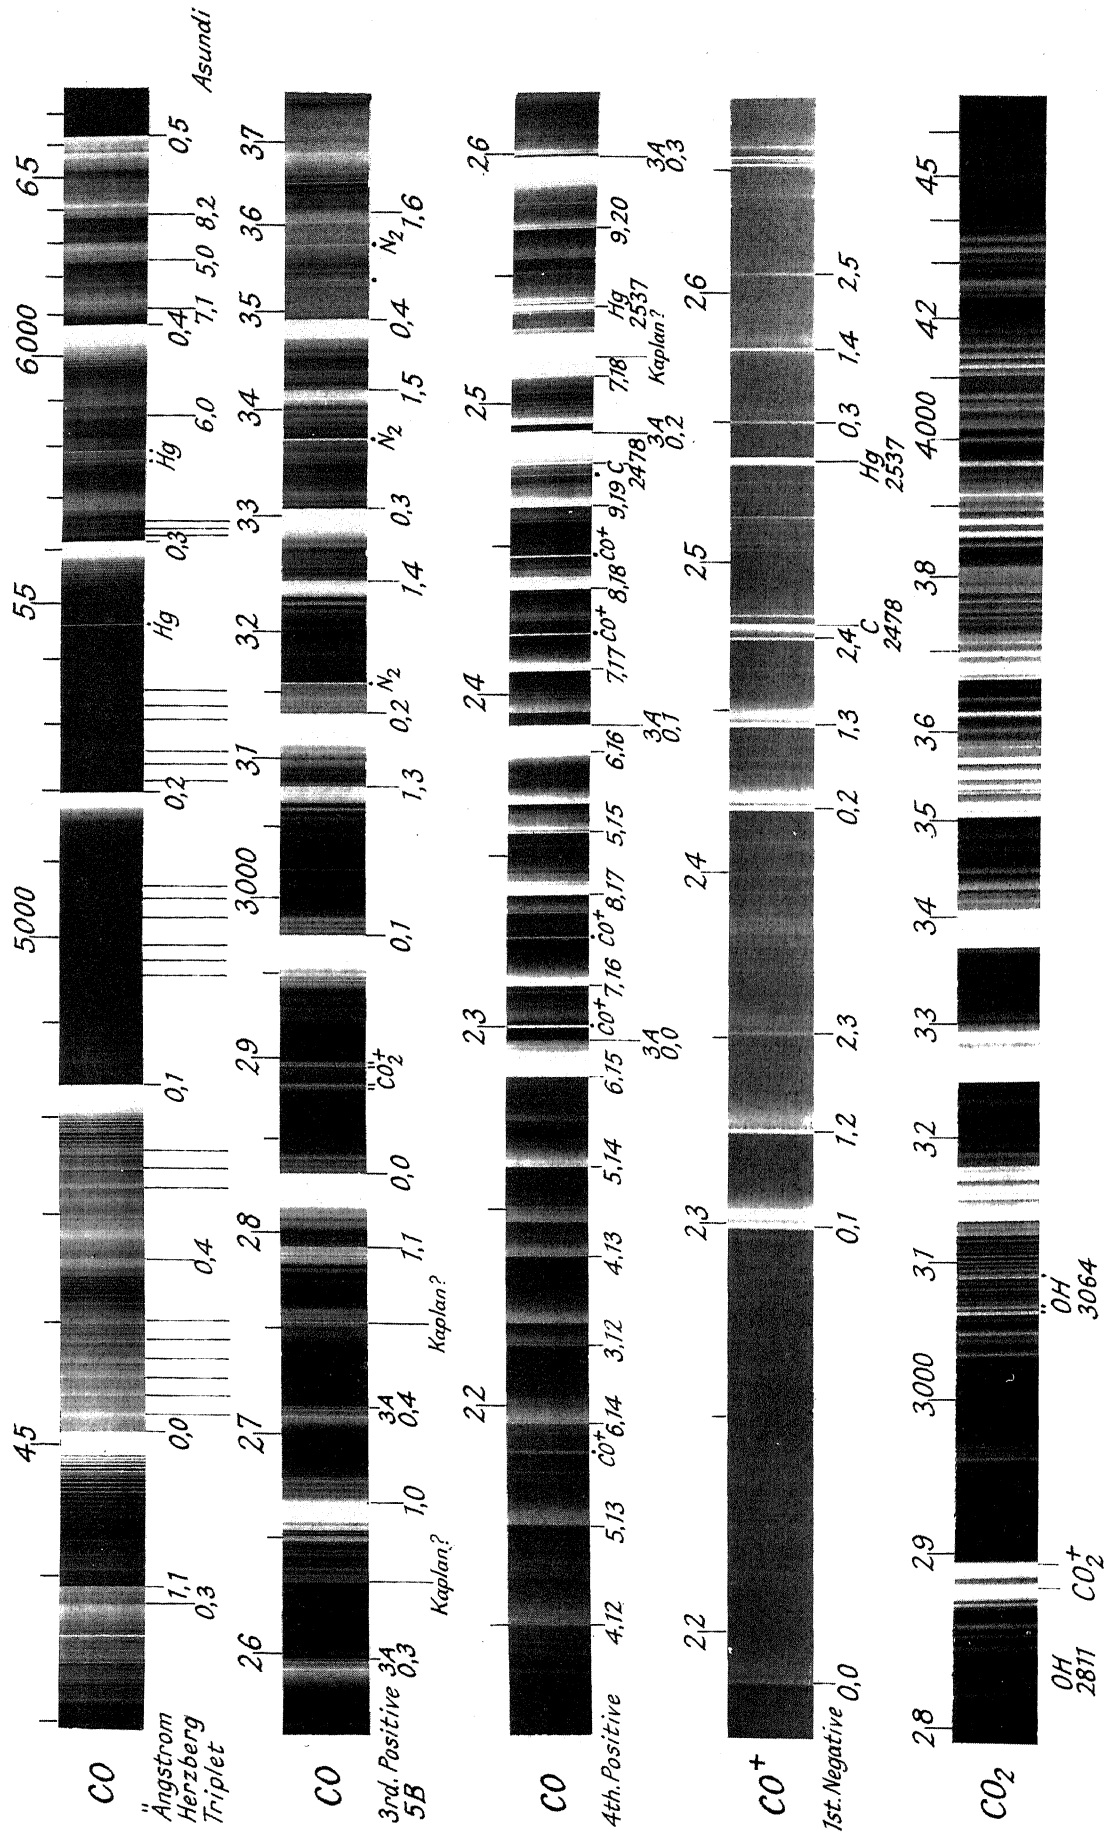 4,5 5,000 5,5 6,000 6,5
CO
Ångstrom 0,0 0,1 0,2 0,3 0,4 0,5
Herzberg 1,1 0,3 0,4
Triplet
Hg Hg
6,0 7,1 5,0 8,2 Asundi
2,6 2,7 2,8 2,9 3,000 3,1 3,2 3,3 3,4 3,5 3,6 3,7
CO
3rd. Positive 1,0 1,1 0,0 0,1 1,3 0,2 1,4 0,3 1,5 0,4 1,6
5B
3A 0,3 Kaplan? 3A 0,4 Kaplan? CO2+ N2 N2 N2
2,2 2,3 2,4 2,5 2,6
CO
4th. Positive 4,12 5,13 6,14 3,12 4,13 5,14 6,15 7,16 8,17 5,15 6,16 7,17 8,18 9,19 7,18 9,20
CO+ CO+ CO+ CO+ CO+ C 2478 Hg 2537
3A 0,0 3A 0,1 3A 0,2 Kaplan? 3A 0,3
2,2 2,3 2,4 2,5 2,6
CO+
1st. Negative 0,0 0,1 1,2 2,3 0,2 1,3 2,4 C 2478 Hg 2537 0,3 1,4 2,5
2,8 2,9 3,000 3,1 3,2 3,3 3,4 3,5 3,6 3,8 4,000 4,2 4,5
CO2
OH 2811 CO2+ OH 3064